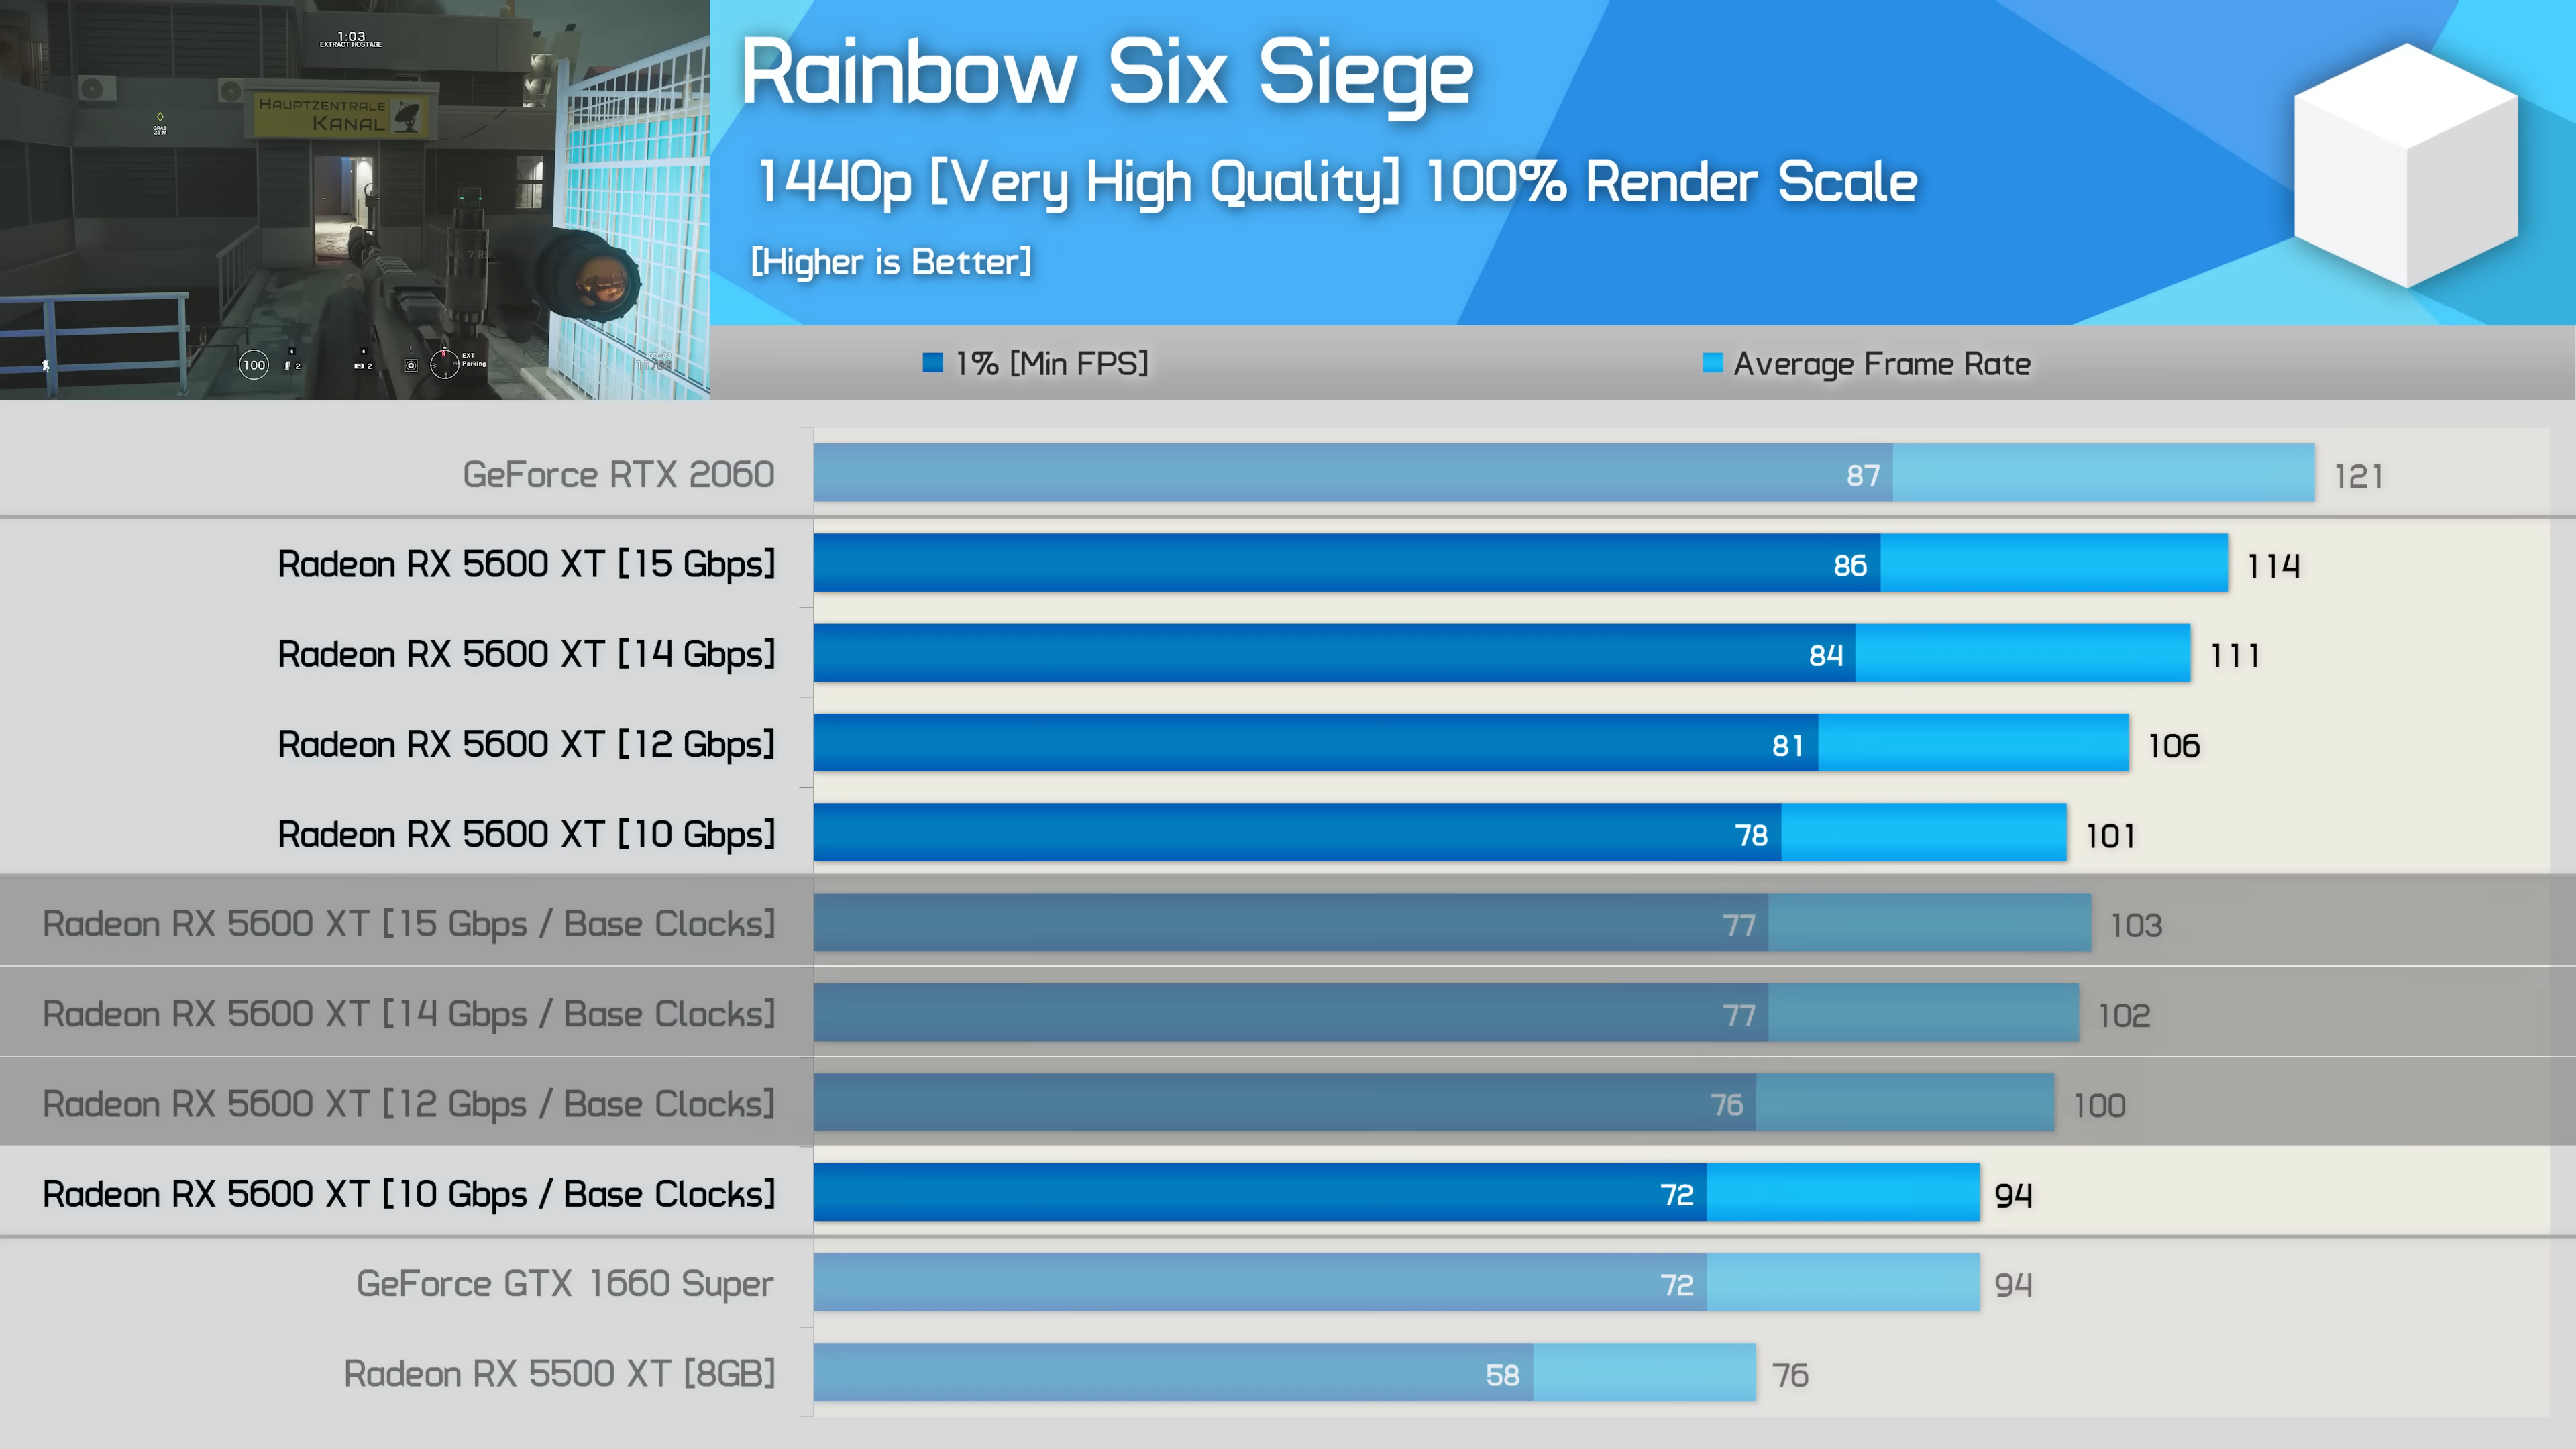 1:03
EXTRACT HOSTAGE
HAUPTZENTRALE
KANAL
GRAB
25 M
100
2
2
EXT
Parking
Rainbow Six Siege
1440p [Very High Quality] 100% Render Scale
[Higher is Better]
1% [Min FPS]
Average Frame Rate
GeForce RTX 2060 87 121
Radeon RX 5600 XT [15 Gbps] 86 114
Radeon RX 5600 XT [14 Gbps] 84 111
Radeon RX 5600 XT [12 Gbps] 81 106
Radeon RX 5600 XT [10 Gbps] 78 101
Radeon RX 5600 XT [15 Gbps / Base Clocks] 77 103
Radeon RX 5600 XT [14 Gbps / Base Clocks] 77 102
Radeon RX 5600 XT [12 Gbps / Base Clocks] 76 100
Radeon RX 5600 XT [10 Gbps / Base Clocks] 72 94
GeForce GTX 1660 Super 72 94
Radeon RX 5500 XT [8GB] 58 76